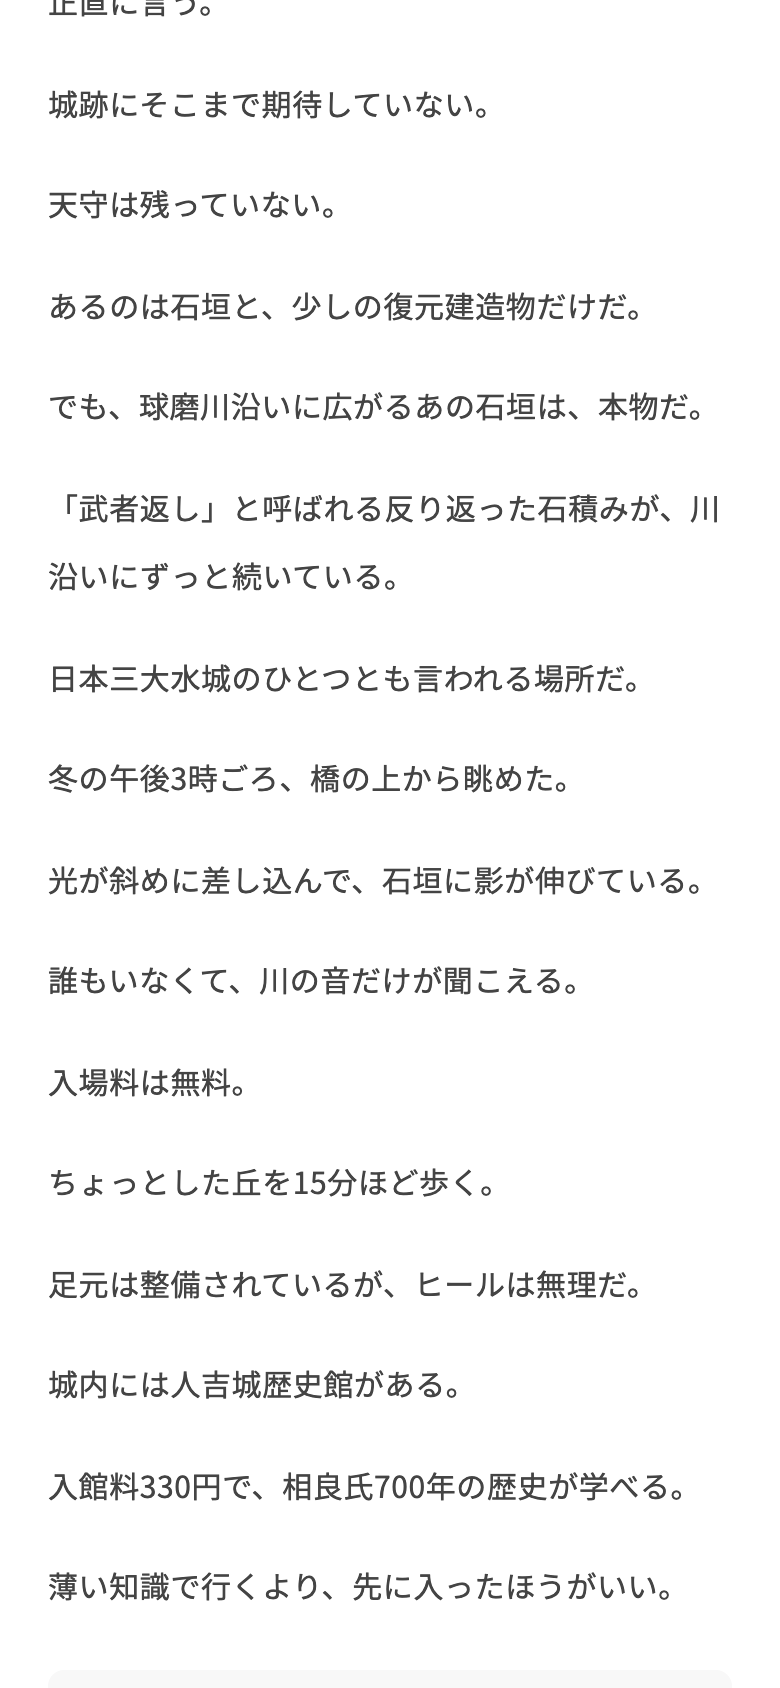 正直に言う。
城跡にそこまで期待していない。
天守は残っていない。
あるのは石垣と、少しの復元建造物だけだ。
でも、球磨川沿いに広がるあの石垣は、本物だ。
「武者返し」と呼ばれる反り返った石積みが、川
沿いにずっと続いている。
日本三大水城のひとつとも言われる場所だ。
冬の午後3時ごろ、橋の上から眺めた。
光が斜めに差し込んで、石垣に影が伸びている。
誰もいなくて、川の音だけが聞こえる。
入場料は無料。
ちょっとした丘を15分ほど歩く。
足元は整備されているが、ヒールは無理だ。
城内には人吉城歴史館がある。
入館料330円で、相良氏700年の歴史が学べる。
薄い知識で行くより、先に入ったほうがいい。